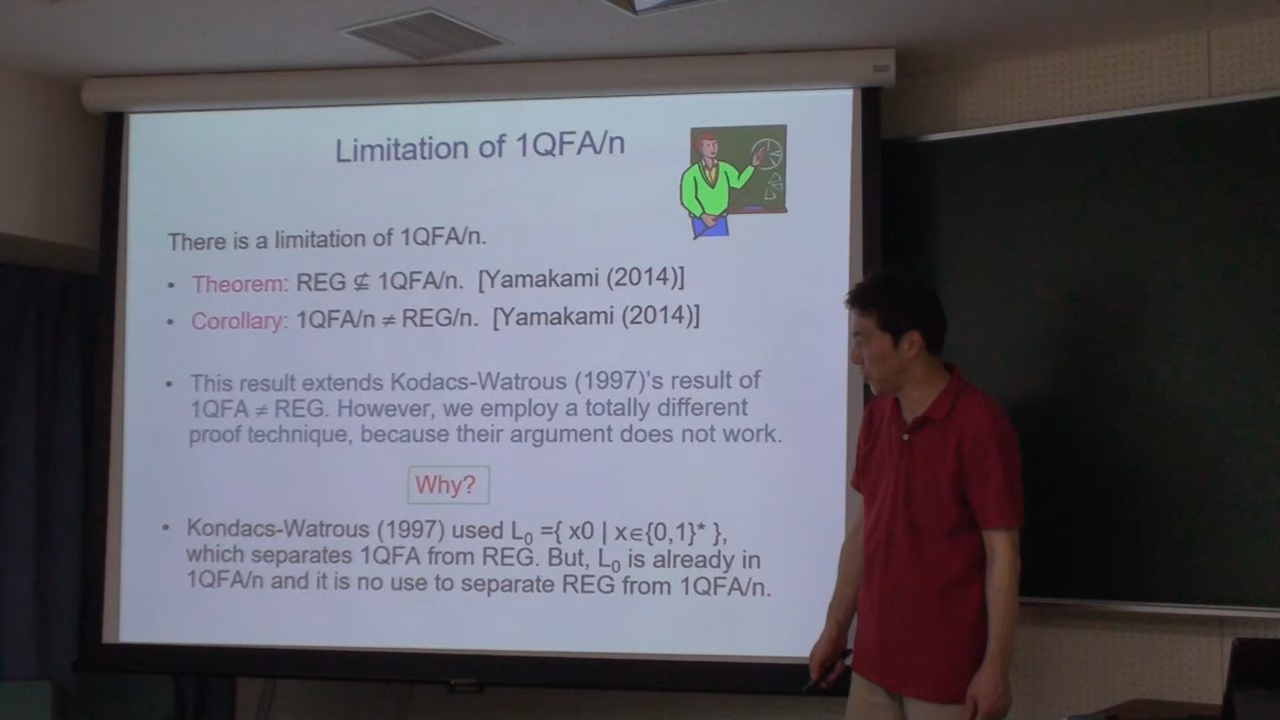 Limitation of 1QFA/n
There is a limitation of 1QFA/n.
• Theorem: REG ⊈ 1QFA/n. [Yamakami (2014)]
• Corollary: 1QFA/n ≠ REG/n. [Yamakami (2014)]
• This result extends Kodacs-Watrous (1997)'s result of
1QFA ≠ REG. However, we employ a totally different
proof technique, because their argument does not work.
Why?
• Kondacs-Watrous (1997) used L₀ ={ x0 | x∈{0,1}* },
which separates 1QFA from REG. But, L₀ is already in
1QFA/n and it is no use to separate REG from 1QFA/n.